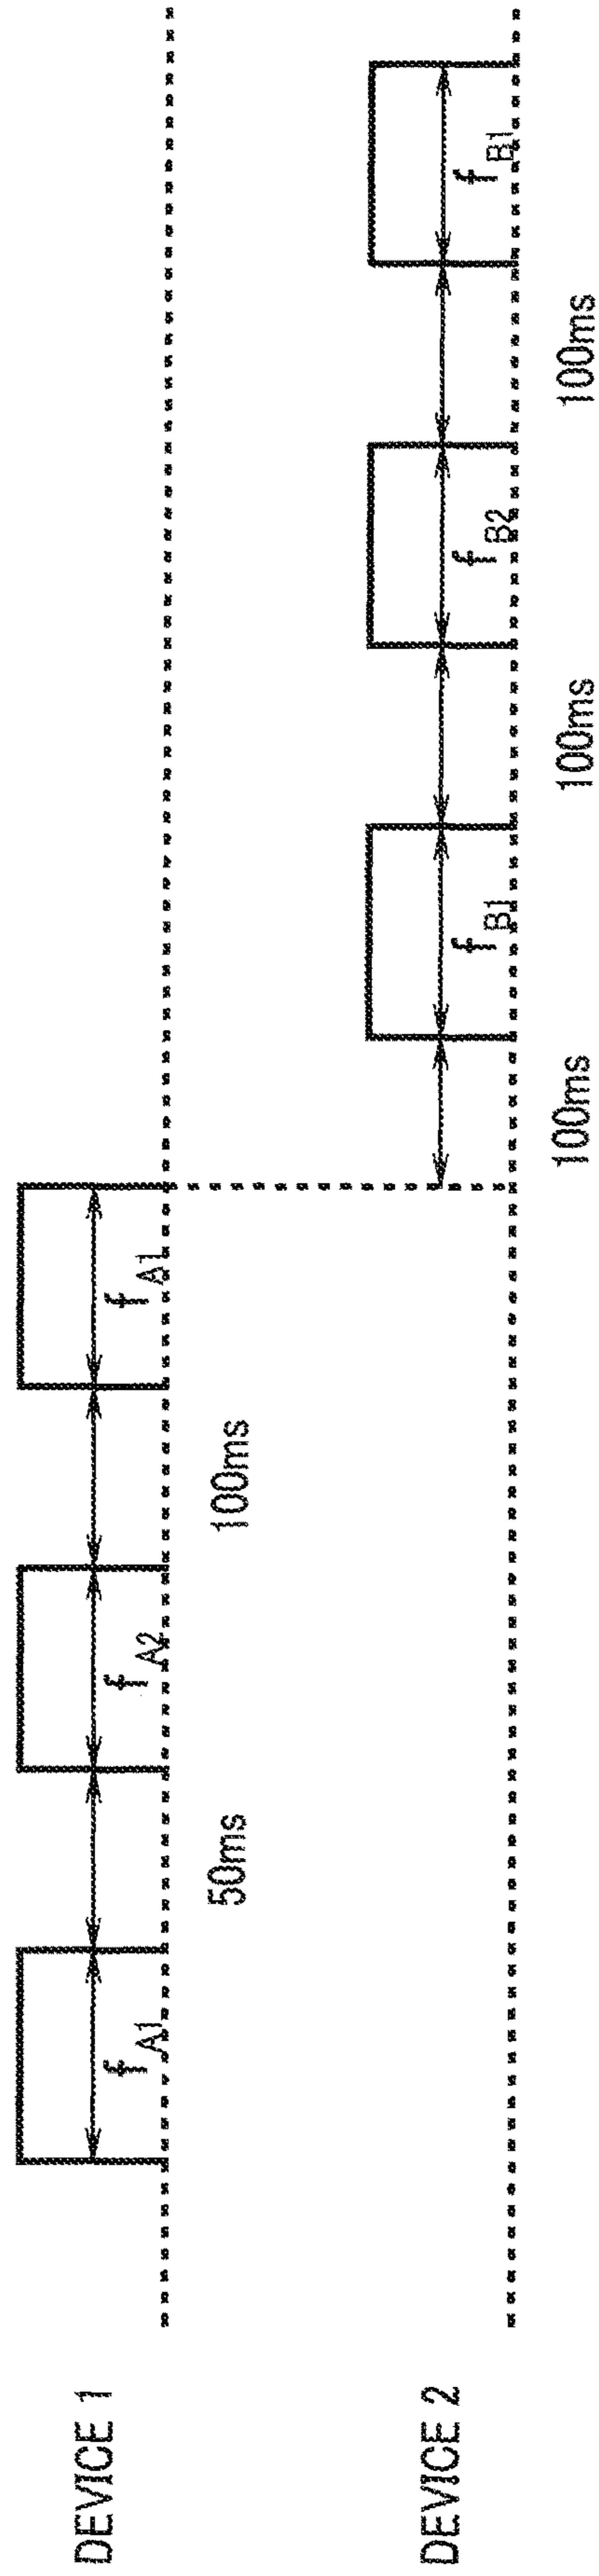 DEVICE 1
f A1
f A2
f A1
50ms
100ms
DEVICE 2
f B1
f B2
f B1
100ms
100ms
100ms